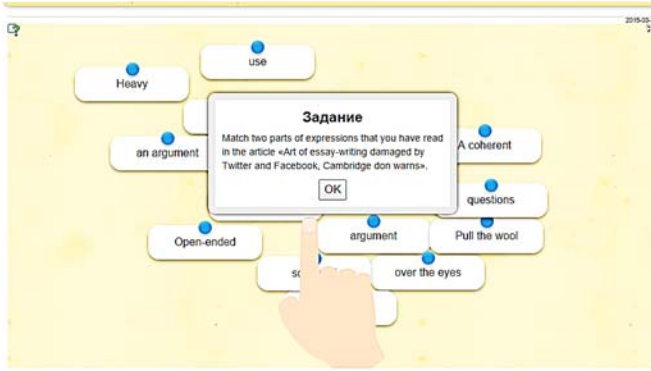 use
Heavy
Задание
Match two parts of expressions that you have read
in the article «Art of essay-writing damaged by
Twitter and Facebook, Cambridge don warns».
OK
an argument
A coherent
questions
Open-ended
argument
Pull the wool
over the eyes